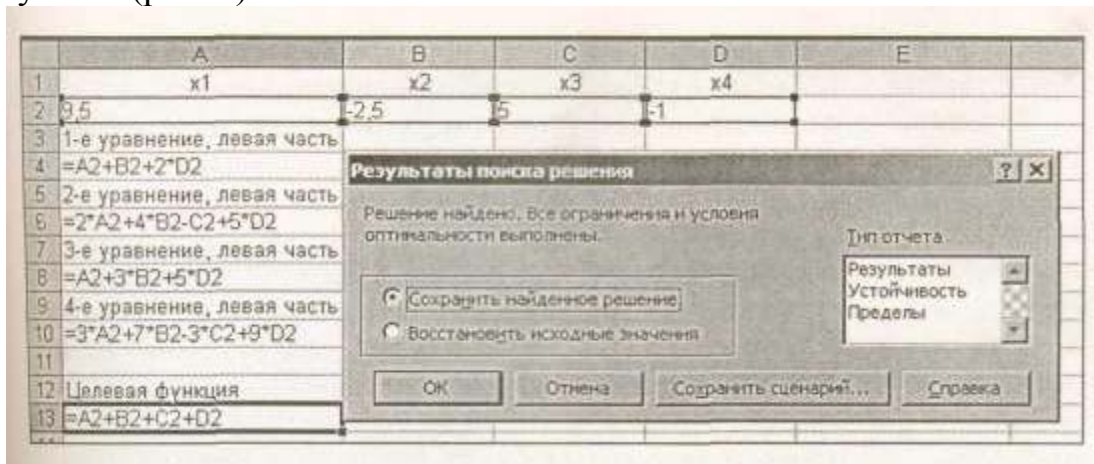 A B C D E
1 x1 x2 x3 x4
2 9,5 -2,5 5 -1
3 1-е уравнение, левая часть
4 =A2+B2+2*D2
5 2-е уравнение, левая часть
6 =2*A2+4*B2-C2+5*D2
7 3-е уравнение, левая часть
8 =A2+3*B2+5*D2
9 4-е уравнение, левая часть
10 =3*A2+7*B2-3*C2+9*D2
11
12 Целевая функция
13 =A2+B2+C2+D2
Результаты поиска решения
Решение найдено. Все ограничения и условия
оптимальности выполнены.
Тип отчета
Сохранить найденное решение
Восстановить исходные значения
Результаты
Устойчивость
Пределы
ОК Отмена Сохранить сценарий... Справка